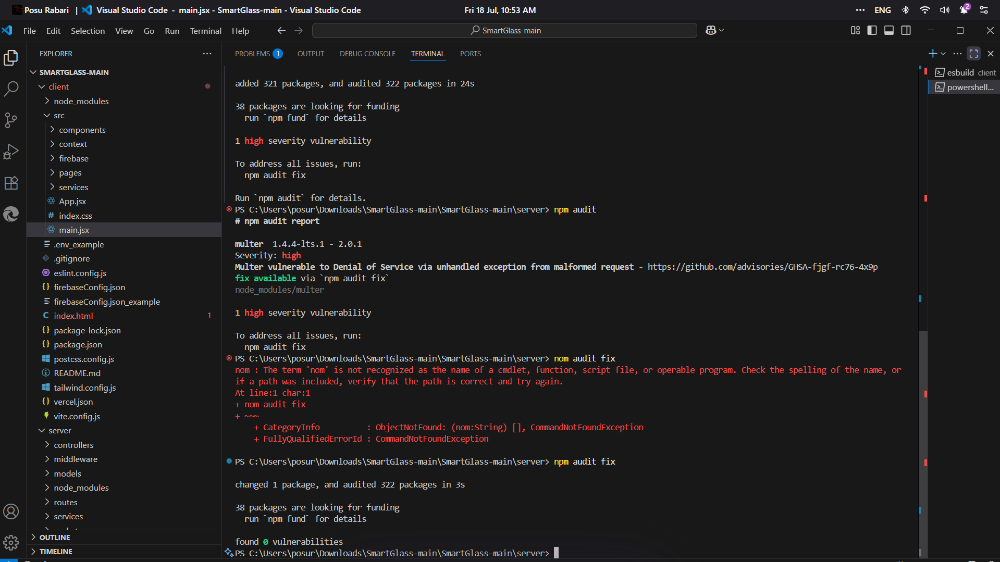 Posu Rabari | Visual Studio Code - main.jsx - SmartGlass-main - Visual Studio Code
Fri 18 Jul, 10:53 AM
ENG
2
File Edit Selection View Go Run Terminal Help
SmartGlass-main
EXPLORER
SMARTGLASS-MAIN
client
node_modules
src
components
context
firebase
pages
services
App.jsx
index.css
main.jsx
.env_example
.gitignore
eslint.config.js
firebaseConfig.json
firebaseConfig.json_example
index.html 1
package-lock.json
package.json
postcss.config.js
README.md
tailwind.config.js
vercel.json
vite.config.js
server
controllers
middleware
models
node_modules
routes
services
OUTLINE
TIMELINE
PROBLEMS 1 OUTPUT DEBUG CONSOLE TERMINAL PORTS
added 321 packages, and audited 322 packages in 24s
38 packages are looking for funding
run `npm fund` for details
1 high severity vulnerability
To address all issues, run:
npm audit fix
Run `npm audit` for details.
PS C:\Users\posur\Downloads\SmartGlass-main\SmartGlass-main\server> npm audit
# npm audit report
multer 1.4.4-lts.1 - 2.0.1
Severity: high
Multer vulnerable to Denial of Service via unhandled exception from malformed request - https://github.com/advisories/GHSA-fjgf-rc76-4x9p
fix available via `npm audit fix`
node_modules/multer
1 high severity vulnerability
To address all issues, run:
npm audit fix
PS C:\Users\posur\Downloads\SmartGlass-main\SmartGlass-main\server> nom audit fix
nom : The term 'nom' is not recognized as the name of a cmdlet, function, script file, or operable program. Check the spelling of the name, or
if a path was included, verify that the path is correct and try again.
At line:1 char:1
+ nom audit fix
+ ~~~
+ CategoryInfo : ObjectNotFound: (nom:String) [], CommandNotFoundException
+ FullyQualifiedErrorId : CommandNotFoundException
PS C:\Users\posur\Downloads\SmartGlass-main\SmartGlass-main\server> npm audit fix
changed 1 package, and audited 322 packages in 3s
38 packages are looking for funding
run `npm fund` for details
found 0 vulnerabilities
PS C:\Users\posur\Downloads\SmartGlass-main\SmartGlass-main\server>
esbuild client
powershell...